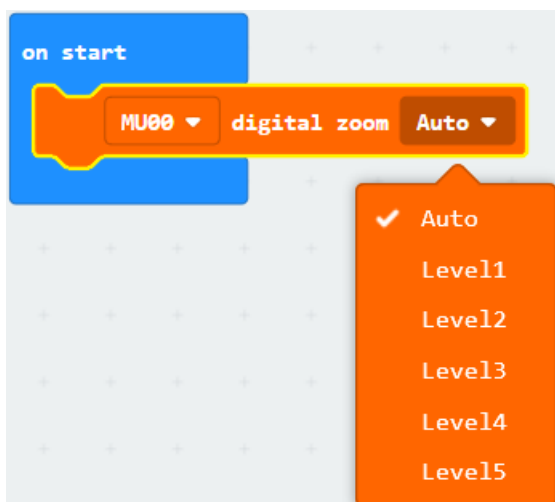 on start
MU00 digital zoom Auto
Auto
Level1
Level2
Level3
Level4
Level5